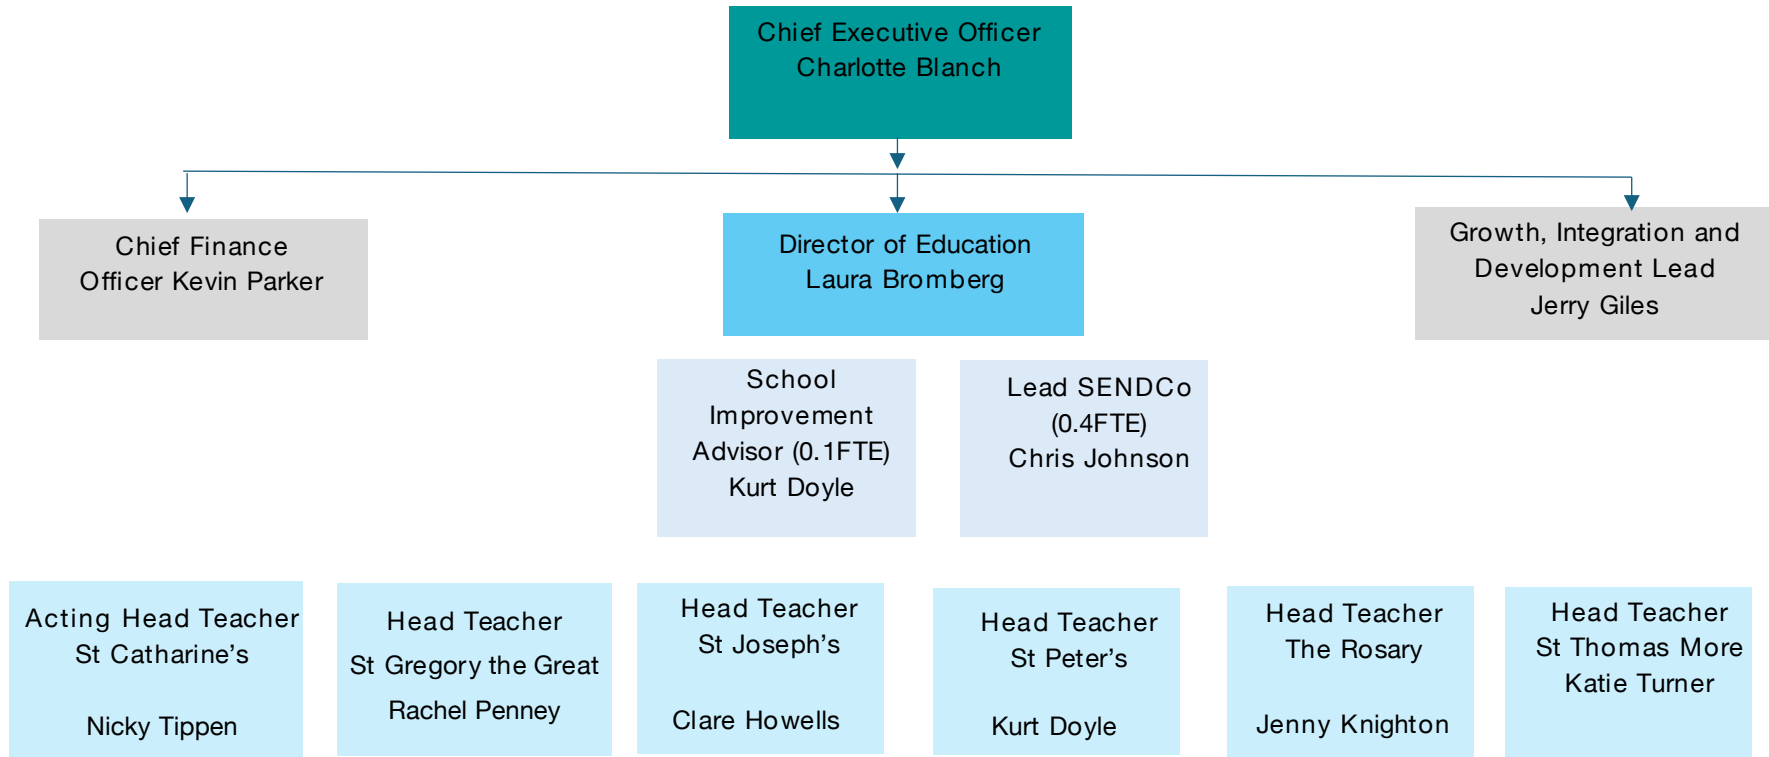 Chief Executive Officer
Charlotte Blanch
Chief Finance
Officer Kevin Parker
Director of Education
Laura Bromberg
Growth, Integration and
Development Lead
Jerry Giles
School
Improvement
Advisor (0.1FTE)
Kurt Doyle
Lead SENDCo
(0.4FTE)
Chris Johnson
Acting Head Teacher
St Catharine’s
Nicky Tippen
Head Teacher
St Gregory the Great
Rachel Penney
Head Teacher
St Joseph’s
Clare Howells
Head Teacher
St Peter’s
Kurt Doyle
Head Teacher
The Rosary
Jenny Knighton
Head Teacher
St Thomas More
Katie Turner